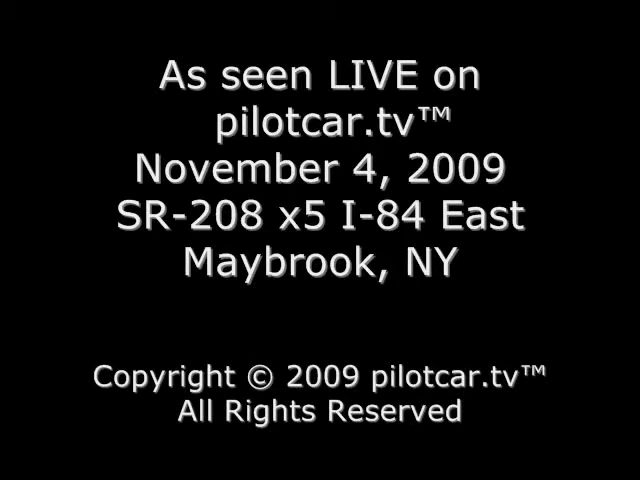 As seen LIVE on
pilotcar.tv™
November 4, 2009
SR-208 x5 I-84 East
Maybrook, NY
Copyright © 2009 pilotcar.tv™
All Rights Reserved